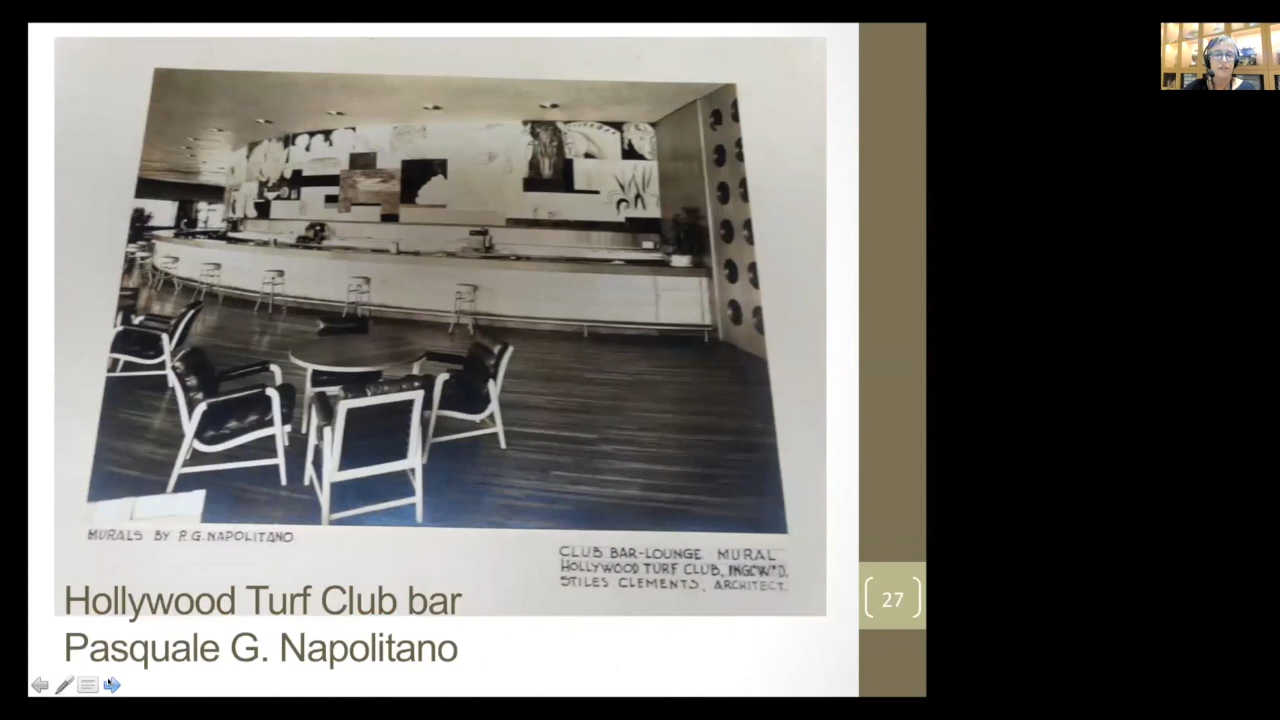 MURALS BY P.G.NAPOLITANO
CLUB BAR-LOUNGE MURAL
HOLLYWOOD TURF CLUB, INGLW'D.
STILES CLEMENTS, ARCHITECT.
Hollywood Turf Club bar
Pasquale G. Napolitano
27